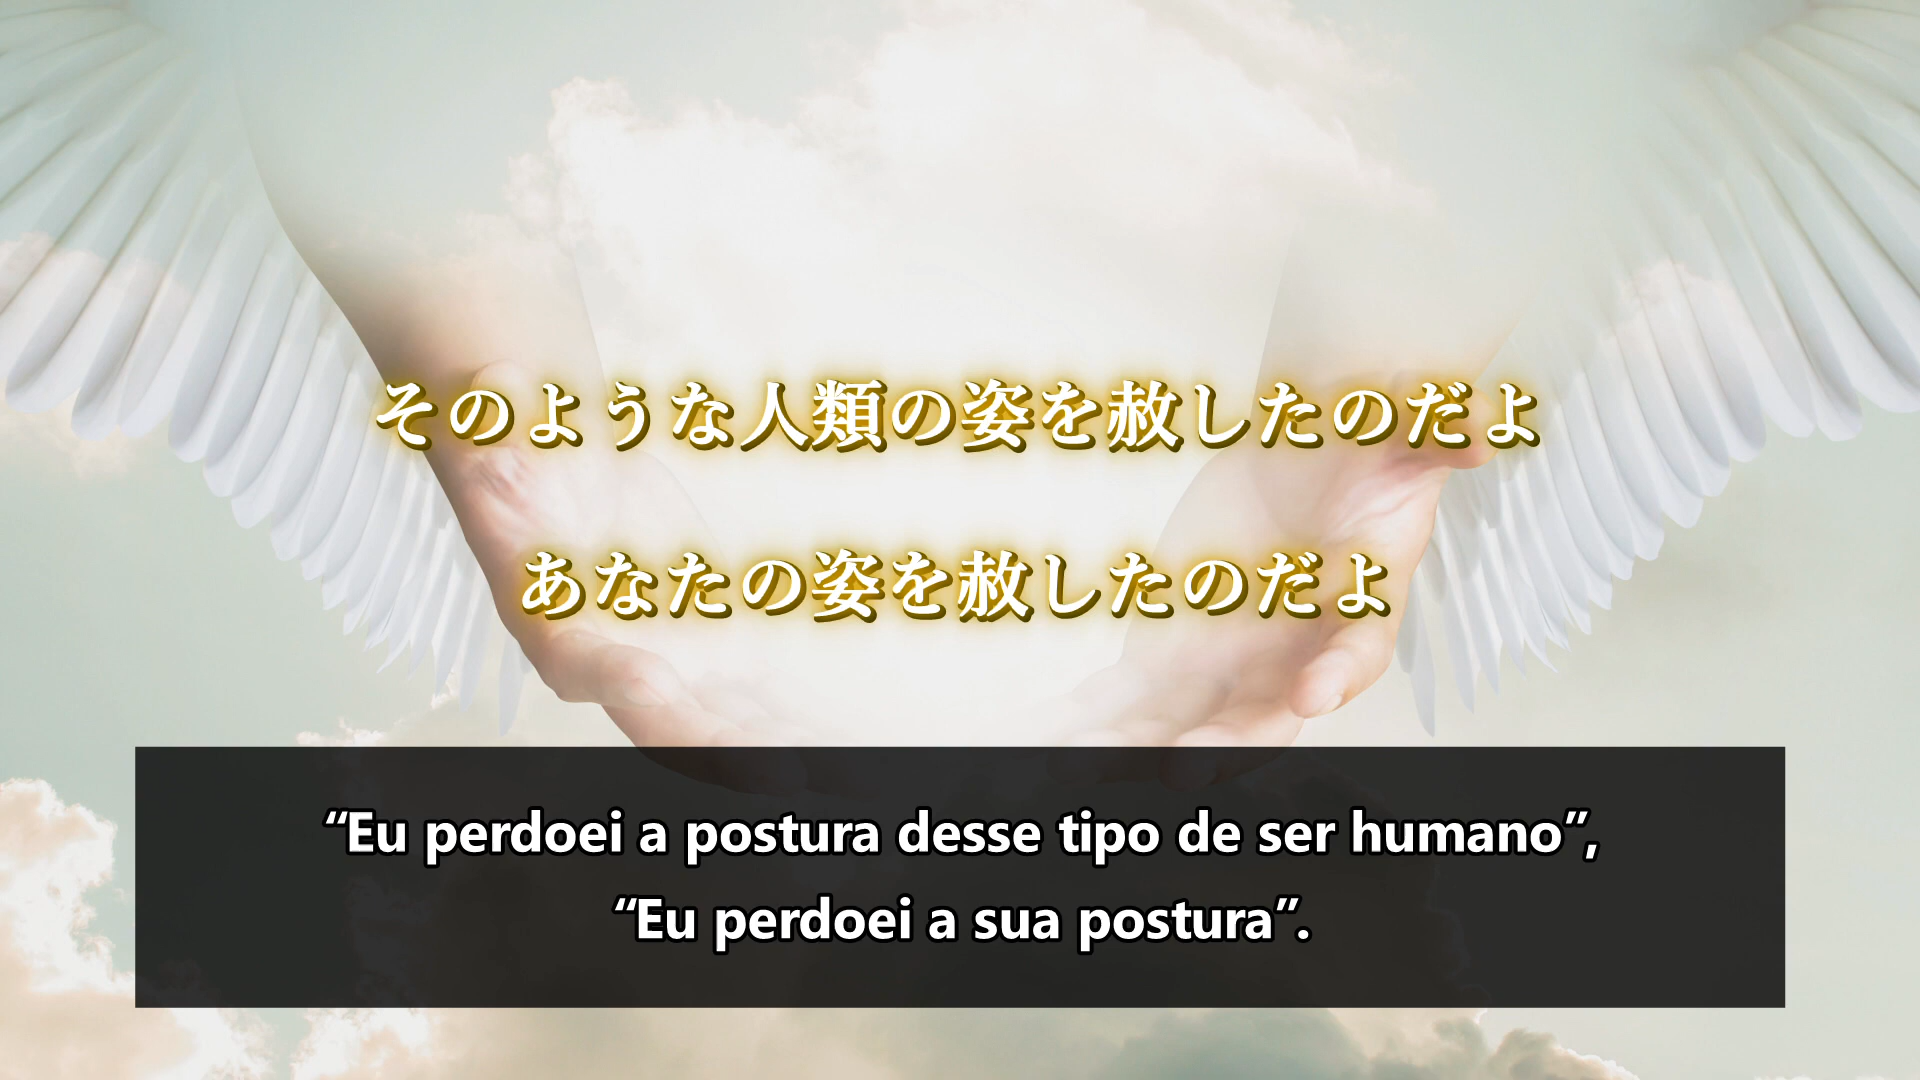 そのような人類の姿を赦したのだよ
あなたの姿を赦したのだよ
“Eu perdoei a postura desse tipo de ser humano”,
“Eu perdoei a sua postura”.